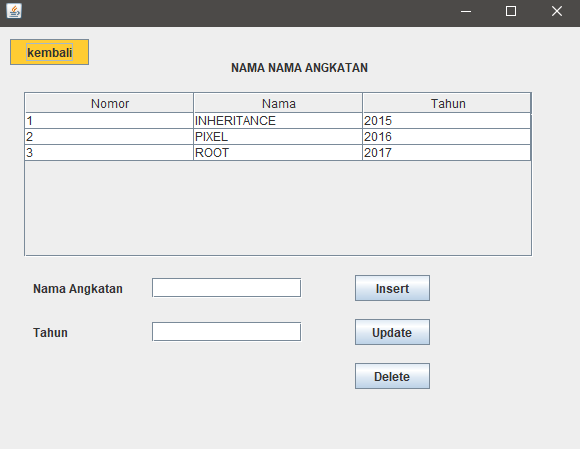 kembali
NAMA NAMA ANGKATAN
Nomor Nama Tahun
1 INHERITANCE 2015
2 PIXEL 2016
3 ROOT 2017
Nama Angkatan Insert
Tahun Update
Delete